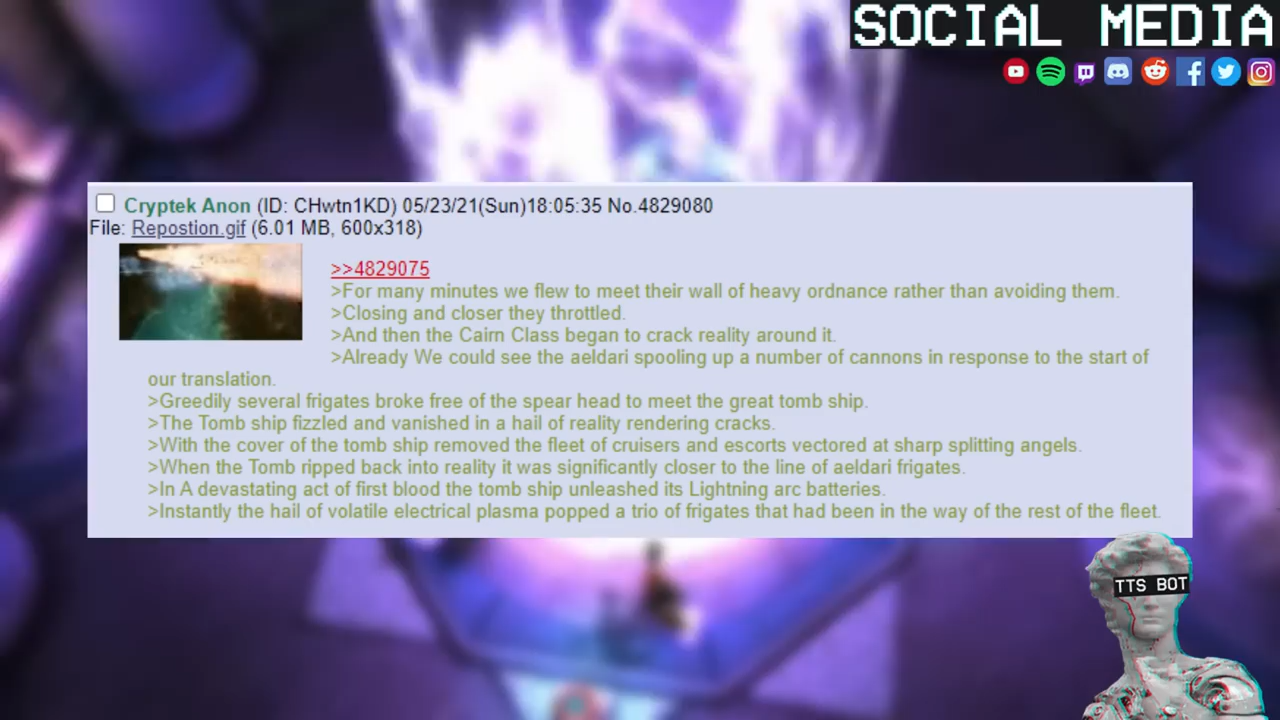 SOCIAL MEDIA
Cryptek Anon (ID: CHwtn1KD) 05/23/21(Sun)18:05:35 No.4829080
File: Repostion.gif (6.01 MB, 600x318)
>>4829075
>For many minutes we flew to meet their wall of heavy ordnance rather than avoiding them.
>Closing and closer they throttled.
>And then the Cairn Class began to crack reality around it.
>Already We could see the aeldari spooling up a number of cannons in response to the start of
our translation.
>Greedily several frigates broke free of the spear head to meet the great tomb ship.
>The Tomb ship fizzled and vanished in a hail of reality rendering cracks.
>With the cover of the tomb ship removed the fleet of cruisers and escorts vectored at sharp splitting angels.
>When the Tomb ripped back into reality it was significantly closer to the line of aeldari frigates.
>In A devastating act of first blood the tomb ship unleashed its Lightning arc batteries.
>Instantly the hail of volatile electrical plasma popped a trio of frigates that had been in the way of the rest of the fleet.
TTS BOT